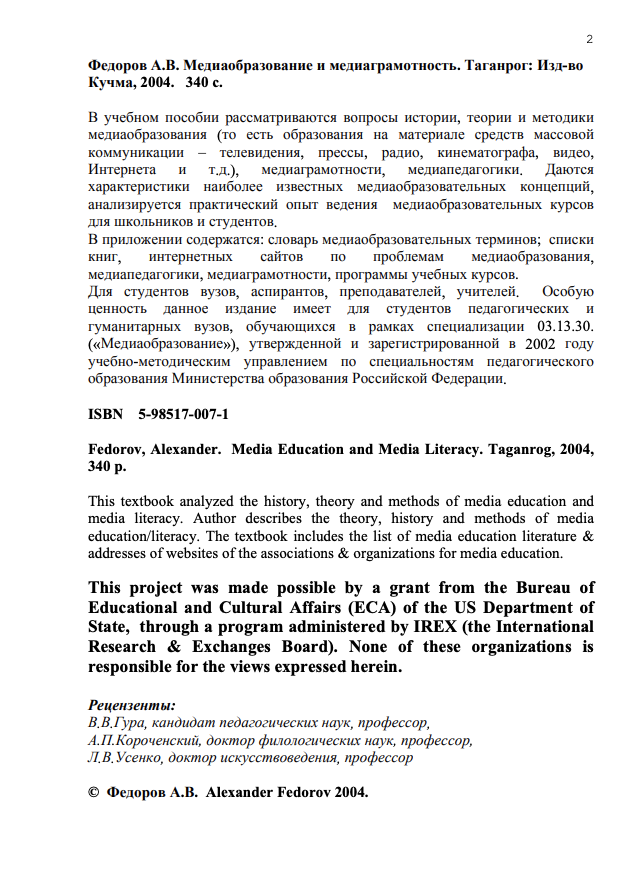 2
Федоров А.В. Медиаобразование и медиаграмотность. Таганрог: Изд-во
Кучма, 2004.   340 с.
В учебном пособии рассматриваются вопросы истории, теории и методики
медиаобразования (то есть образования на материале средств массовой
коммуникации – телевидения, прессы, радио, кинематографа, видео,
Интернета и т.д.), медиаграмотности, медиапедагогики. Даются
характеристики наиболее известных медиаобразовательных концепций,
анализируется практический опыт ведения  медиаобразовательных курсов
для школьников и студентов.
В приложении содержатся: словарь медиаобразовательных терминов;  списки
книг, интернетных сайтов по проблемам медиаобразования,
медиапедагогики, медиаграмотности, программы учебных курсов.
Для студентов вузов, аспирантов, преподавателей, учителей.  Особую
ценность данное издание имеет для студентов педагогических и
гуманитарных вузов, обучающихся в рамках специализации 03.13.30.
(«Медиаобразование»), утвержденной и зарегистрированной в 2002 году
учебно-методическим управлением по специальностям педагогического
образования Министерства образования Российской Федерации.
ISBN   5-98517-007-1
Fedorov, Alexander.  Media Education and Media Literacy. Taganrog, 2004,
340 p.
This textbook analyzed the history, theory and methods of media education and
media literacy. Author describes the theory, history and methods of media
education/literacy. The textbook includes the list of media education literature &
addresses of websites of the associations & organizations for media education.
This project was made possible by a grant from the Bureau of
Educational and Cultural Affairs (ECA) of the US Department of
State,  through a program administered by IREX (the International
Research & Exchanges Board). None of these organizations is
responsible for the views expressed herein.
Рецензенты:
В.В.Гура, кандидат педагогических наук, профессор,
А.П.Короченский, доктор филологических наук, профессор,
Л.В.Усенко, доктор искусствоведения, профессор
©  Федоров А.В.  Alexander Fedorov 2004.